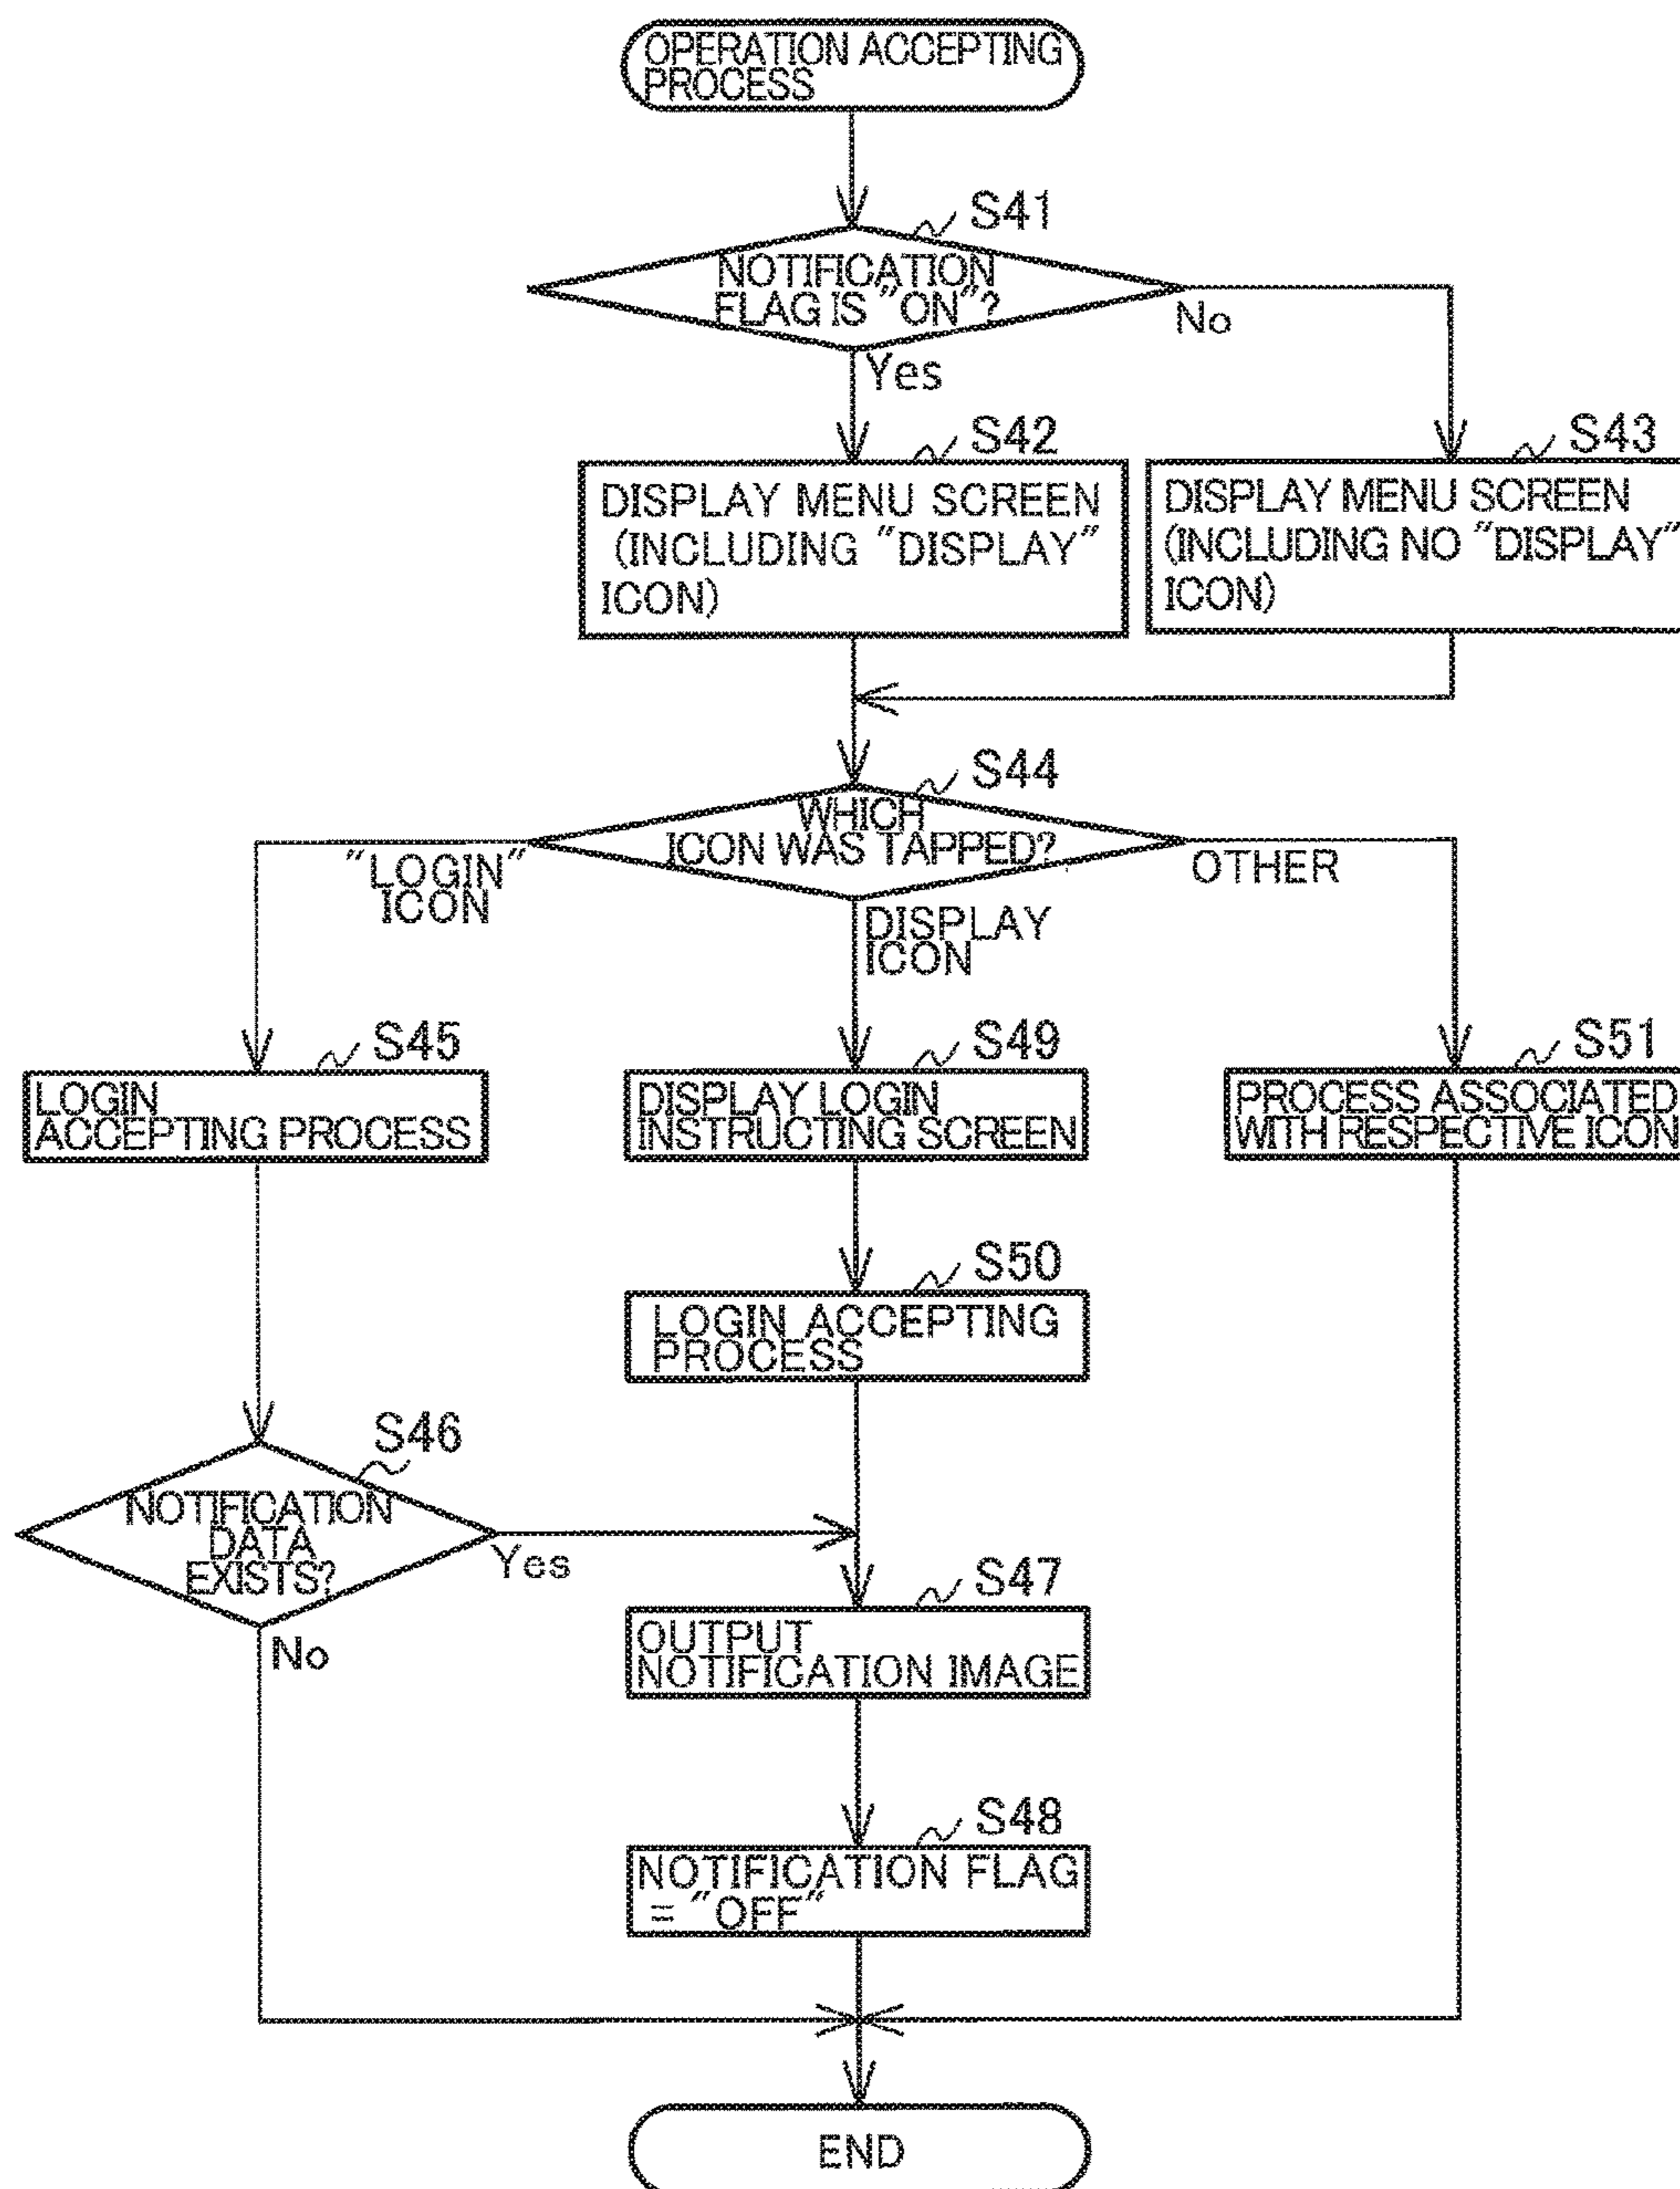 OPERATION ACCEPTING
PROCESS
S41
NOTIFICATION
FLAG IS "ON"?
No
Yes
S42
DISPLAY MENU SCREEN
(INCLUDING "DISPLAY"
ICON)
S43
DISPLAY MENU SCREEN
(INCLUDING NO "DISPLAY"
ICON)
S44
WHICH
ICON WAS TAPPED?
"LOGIN"
ICON
DISPLAY
ICON
OTHER
S45
LOGIN
ACCEPTING PROCESS
S49
DISPLAY LOGIN
INSTRUCTING SCREEN
S51
PROCESS ASSOCIATED
WITH RESPECTIVE ICON
S50
LOGIN ACCEPTING
PROCESS
S46
NOTIFICATION
DATA
EXISTS?
Yes
No
S47
OUTPUT
NOTIFICATION IMAGE
S48
NOTIFICATION FLAG
= "OFF"
END